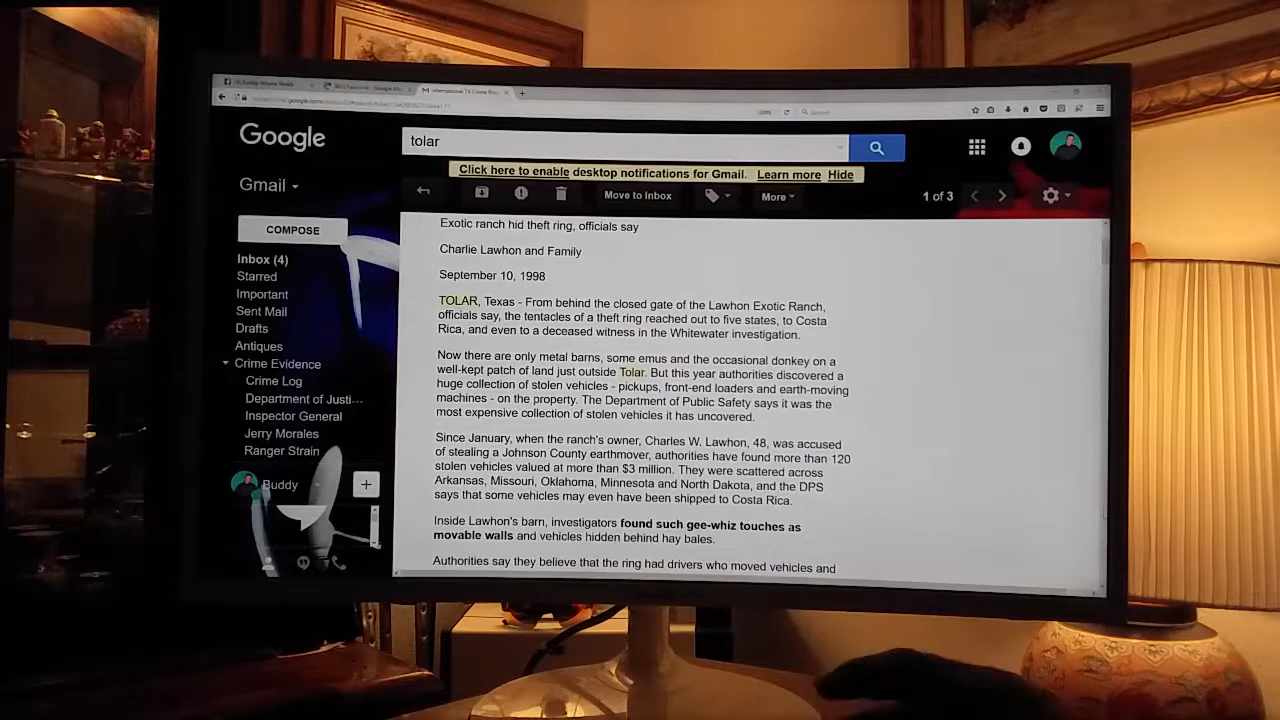 Buddy Wayne Webb
International TX Crime Rin
Search
Google
tolar
Click here to enable desktop notifications for Gmail. Learn more Hide
Gmail
Move to Inbox
More
1 of 3
COMPOSE
Inbox (4)
Starred
Important
Sent Mail
Drafts
Antiques
Crime Evidence
Crime Log
Department of Justi...
Inspector General
Jerry Morales
Ranger Strain
Buddy
+
Exotic ranch hid theft ring, officials say
Charlie Lawhon and Family
September 10, 1998
TOLAR, Texas - From behind the closed gate of the Lawhon Exotic Ranch,
officials say, the tentacles of a theft ring reached out to five states, to Costa
Rica, and even to a deceased witness in the Whitewater investigation.
Now there are only metal barns, some emus and the occasional donkey on a
well-kept patch of land just outside Tolar. But this year authorities discovered a
huge collection of stolen vehicles - pickups, front-end loaders and earth-moving
machines - on the property. The Department of Public Safety says it was the
most expensive collection of stolen vehicles it has uncovered.
Since January, when the ranch's owner, Charles W. Lawhon, 48, was accused
of stealing a Johnson County earthmover, authorities have found more than 120
stolen vehicles valued at more than $3 million. They were scattered across
Arkansas, Missouri, Oklahoma, Minnesota and North Dakota, and the DPS
says that some vehicles may even have been shipped to Costa Rica.
Inside Lawhon's barn, investigators found such gee-whiz touches as
movable walls and vehicles hidden behind hay bales.
Authorities say they believe that the ring had drivers who moved vehicles and